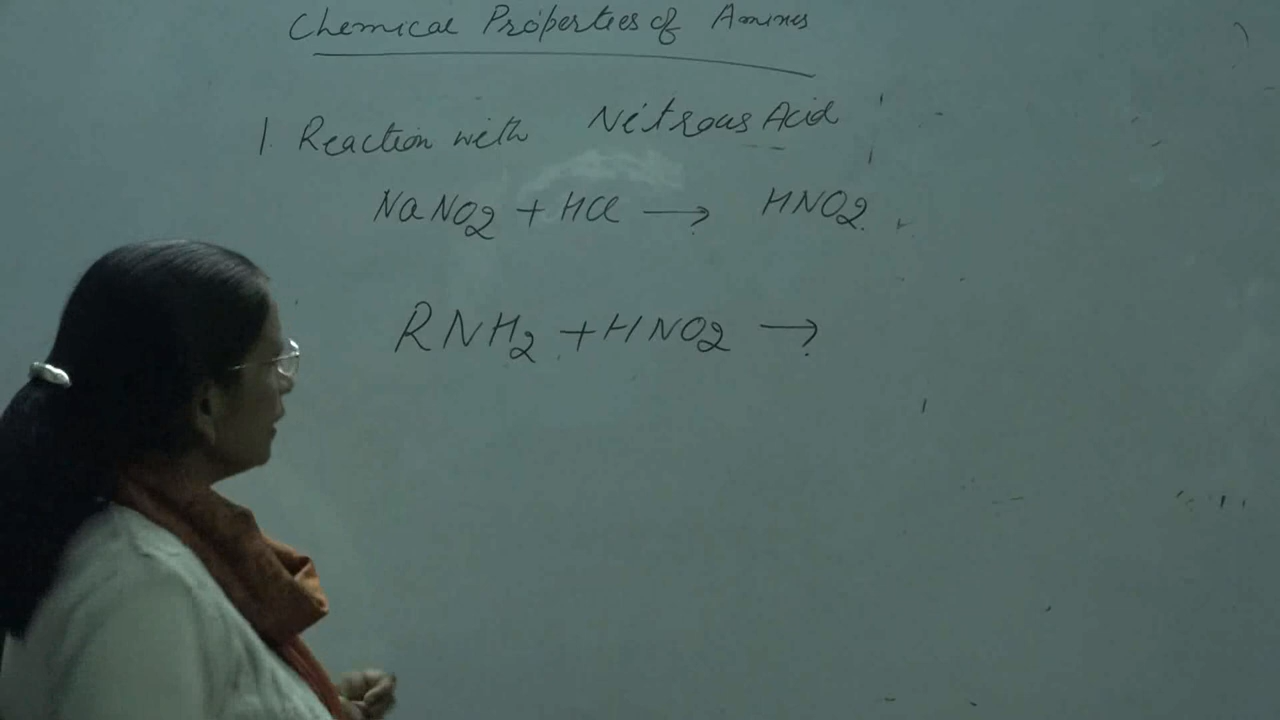 Chemical Properties of Amines
1. Reaction with Nitrous Acid
NaNO2 + HCl → HNO2.
RNH2 + HNO2 →